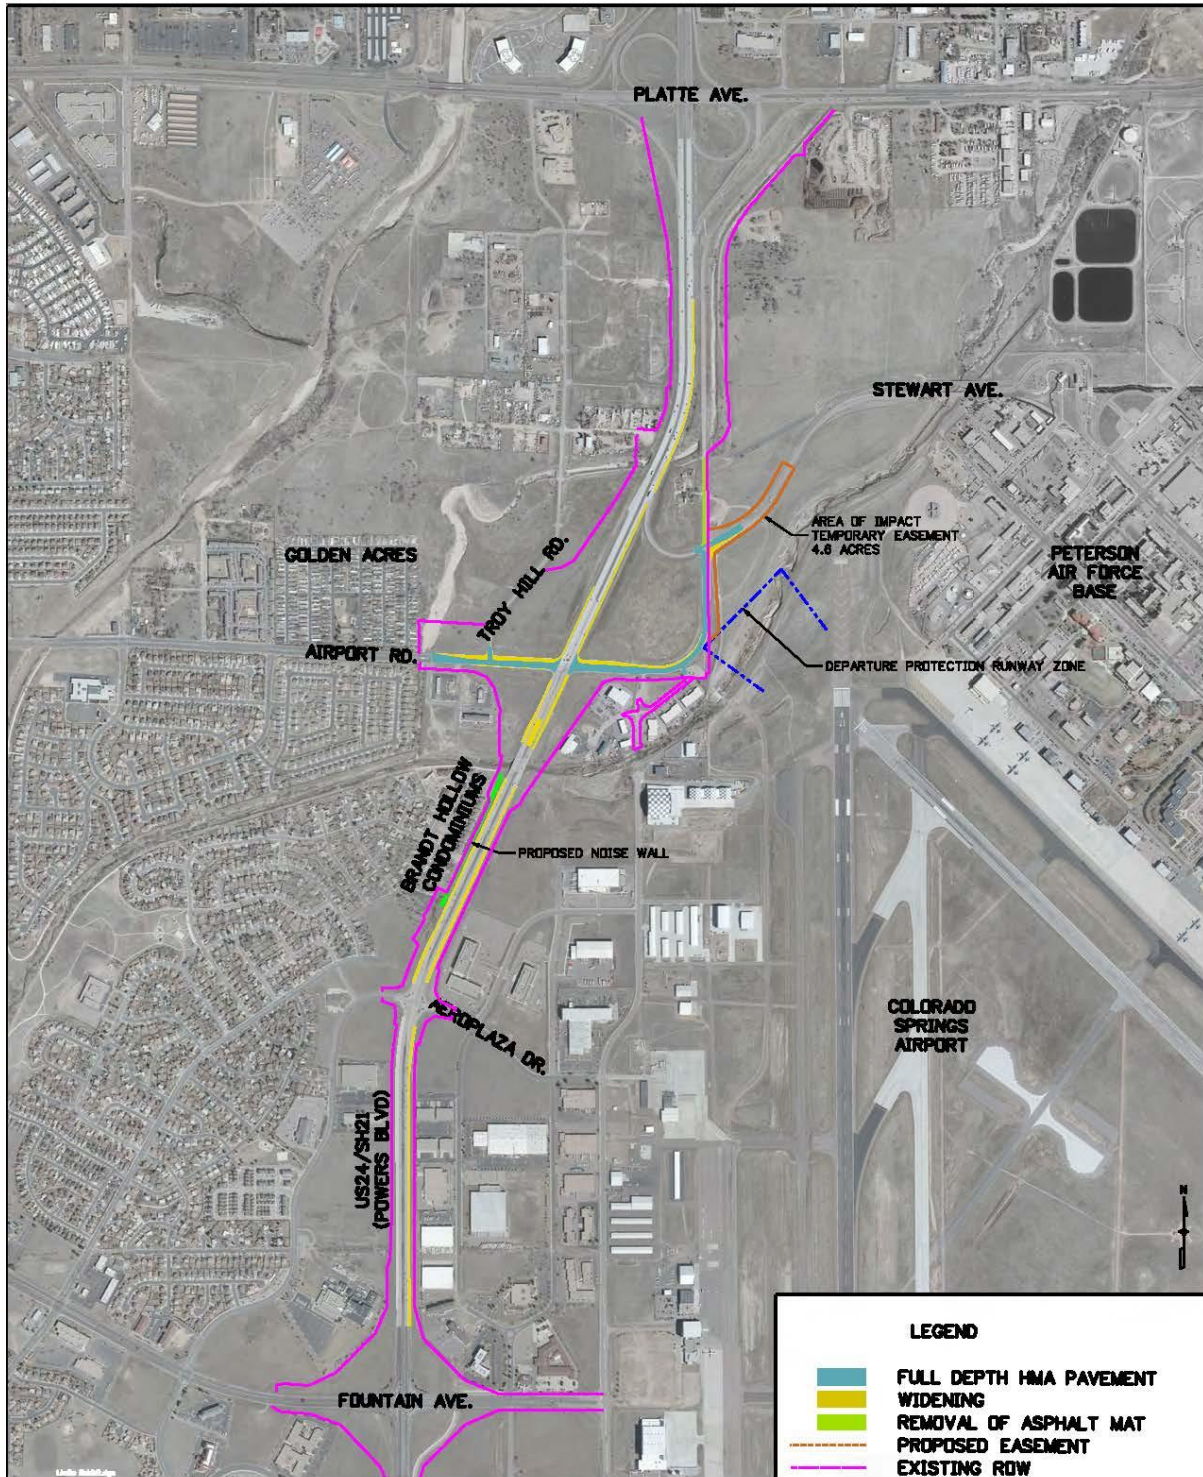 PLATTE AVE.
STEWART AVE.
AREA OF IMPACT
TEMPORARY EASEMENT
4.6 ACRES
GOLDEN ACRES
TROY HILL RD.
PETERSON
AIR FORCE
BASE
AIRPORT RD.
DEPARTURE PROTECTION RUNWAY ZONE
BRANDT HOLLOW
CONDOMINIUMS
PROPOSED NOISE WALL
AEROPLAZA DR.
COLORADO
SPRINGS
AIRPORT
US24/SH21
(POWERS BLVD)
N
FOUNTAIN AVE.
LEGEND
FULL DEPTH HMA PAVEMENT
WIDENING
REMOVAL OF ASPHALT MAT
PROPOSED EASEMENT
EXISTING ROW